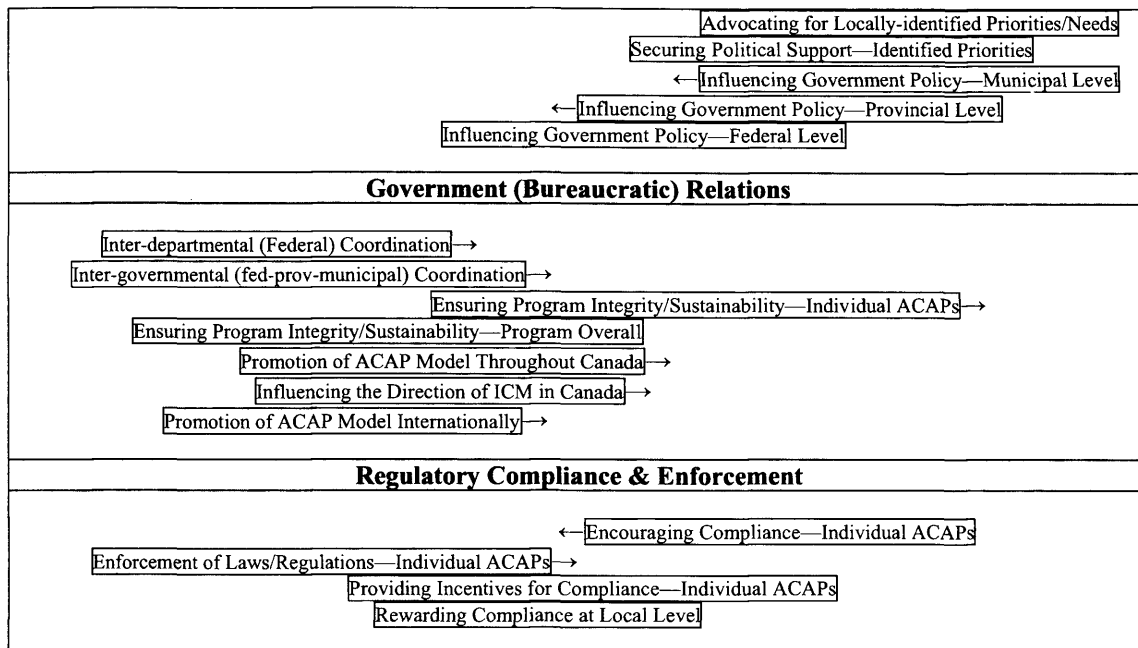 Advocating for Locally-identified Priorities/Needs
Securing Political Support—Identified Priorities
←Influencing Government Policy—Municipal Level
←Influencing Government Policy—Provincial Level
Influencing Government Policy—Federal Level
Government (Bureaucratic) Relations
Inter-departmental (Federal) Coordination→
Inter-governmental (fed-prov-municipal) Coordination→
Ensuring Program Integrity/Sustainability—Individual ACAPs→
Ensuring Program Integrity/Sustainability—Program Overall
Promotion of ACAP Model Throughout Canada→
Influencing the Direction of ICM in Canada→
Promotion of ACAP Model Internationally→
Regulatory Compliance & Enforcement
←Encouraging Compliance—Individual ACAPs
Enforcement of Laws/Regulations—Individual ACAPs→
Providing Incentives for Compliance—Individual ACAPs
Rewarding Compliance at Local Level